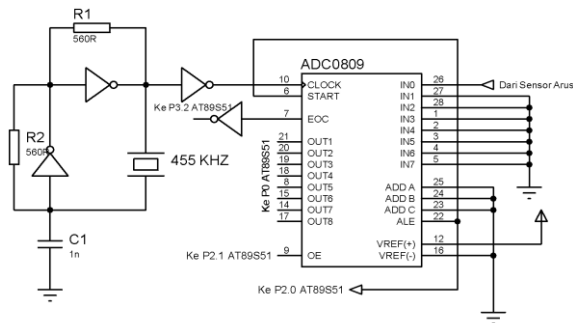 R1
560R
R2
560R
455 KHZ
C1
1n
Ke P3.2 AT89S51
Ke P0 AT89S51
Ke P2.1 AT89S51
Ke P2.0 AT89S51
ADC0809
10 CLOCK
6 START
7 EOC
21 OUT1
20 OUT2
19 OUT3
18 OUT4
8 OUT5
15 OUT6
14 OUT7
17 OUT8
9 OE
IN0 26
IN1 27
IN2 28
IN3 1
IN4 2
IN5 3
IN6 4
IN7 5
ADD A 25
ADD B 24
ADD C 23
ALE 22
VREF(+) 12
VREF(-) 16
Dari Sensor Arus